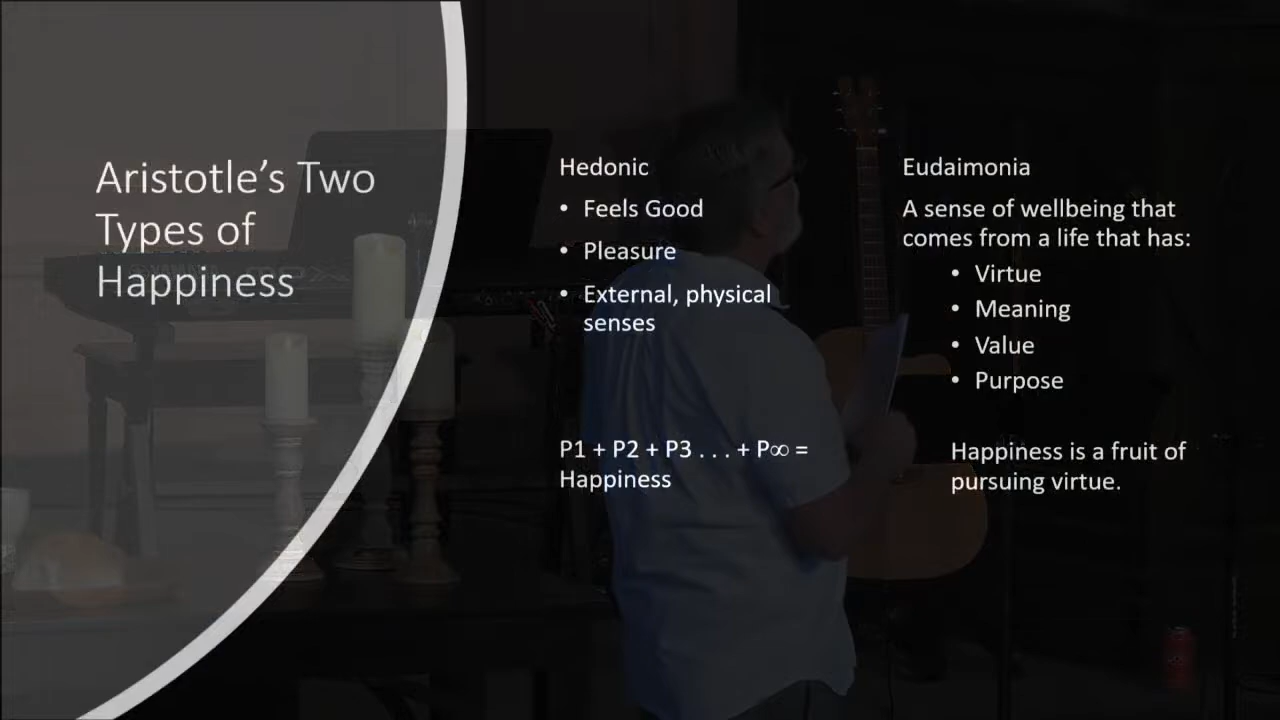 Aristotle’s Two
Types of
Happiness
Hedonic
• Feels Good
• Pleasure
• External, physical
senses
P1 + P2 + P3 . . . + P∞ =
Happiness
Eudaimonia
A sense of wellbeing that
comes from a life that has:
• Virtue
• Meaning
• Value
• Purpose
Happiness is a fruit of
pursuing virtue.